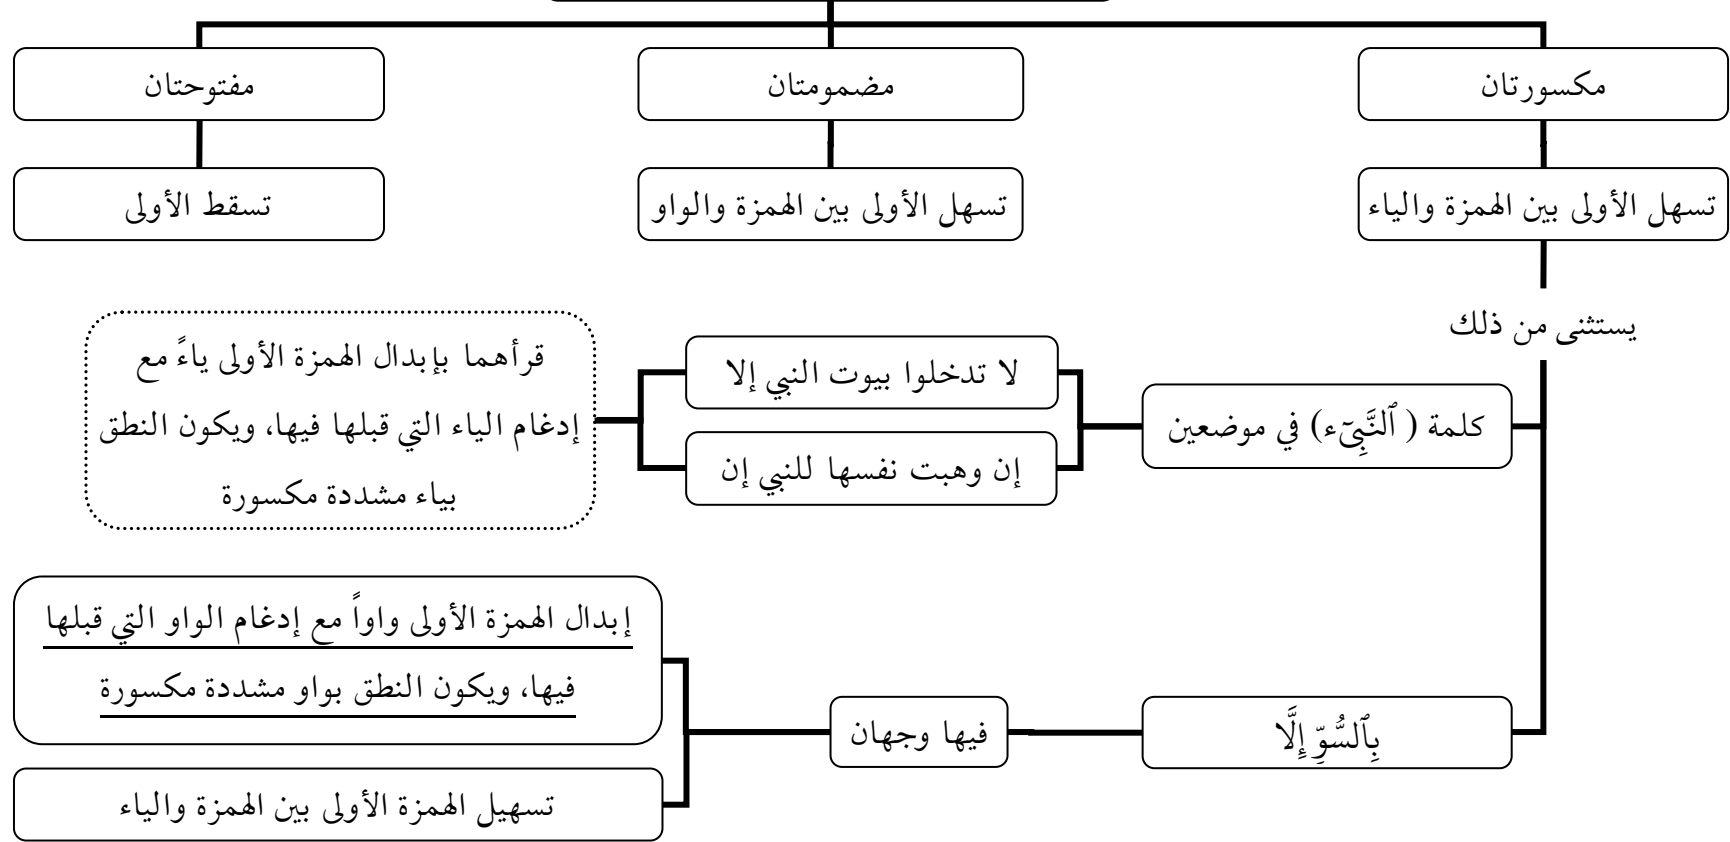 مكسورتان
مضمومتان
مفتوحتان
تسهل الأولى بين الهمزة والياء
تسهل الأولى بين الهمزة والواو
تسقط الأولى
يستثنى من ذلك
كلمة ( ٱلنَّبِىٓء) في موضعين
لا تدخلوا بيوت النبي إلا
إن وهبت نفسها للنبي إن
قرأهما بإبدال الهمزة الأولى ياءً مع
إدغام الياء التي قبلها فيها، ويكون النطق
بياء مشددة مكسورة
بِٱلسُّوِّ إِلَّا
فيها وجهان
إبدال الهمزة الأولى واواً مع إدغام الواو التي قبلها
فيها، ويكون النطق بواو مشددة مكسورة
تسهيل الهمزة الأولى بين الهمزة والياء